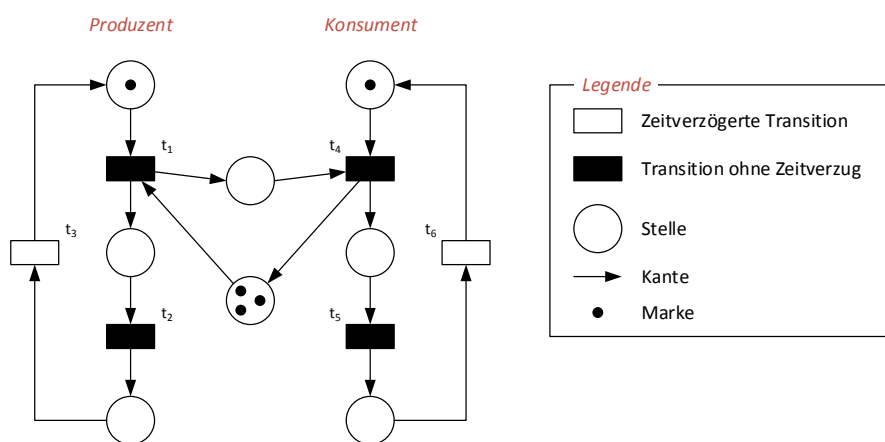 Produzent
Konsument
t1
t4
t3
t6
t2
t5
Legende
Zeitverzögerte Transition
Transition ohne Zeitverzug
Stelle
Kante
Marke